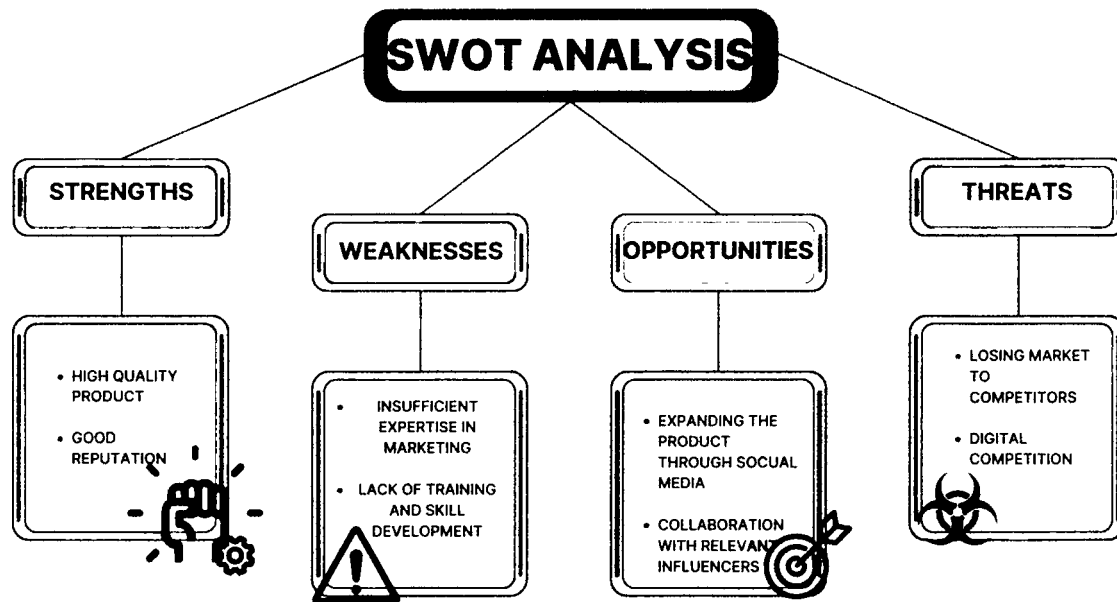 SWOT ANALYSIS
STRENGTHS
• HIGH QUALITY
PRODUCT
• GOOD
REPUTATION
WEAKNESSES
• INSUFFICIENT
EXPERTISE IN
MARKETING
• LACK OF TRAINING
AND SKILL
DEVELOPMENT
OPPORTUNITIES
• EXPANDING THE
PRODUCT
THROUGH SOCUAL
MEDIA
• COLLABORATION
WITH RELEVANT
INFLUENCERS
THREATS
• LOSING MARKET
TO
COMPETITORS
• DIGITAL
COMPETITION